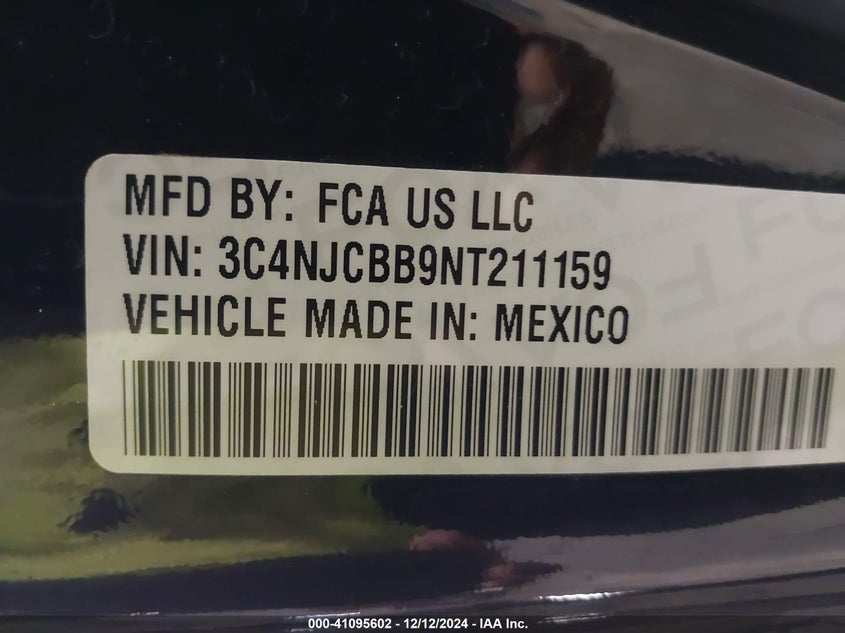 MFD BY: FCA US LLC
VIN: 3C4NJCBB9NT211159
VEHICLE MADE IN: MEXICO
000-41095602 - 12/12/2024 - IAA Inc.